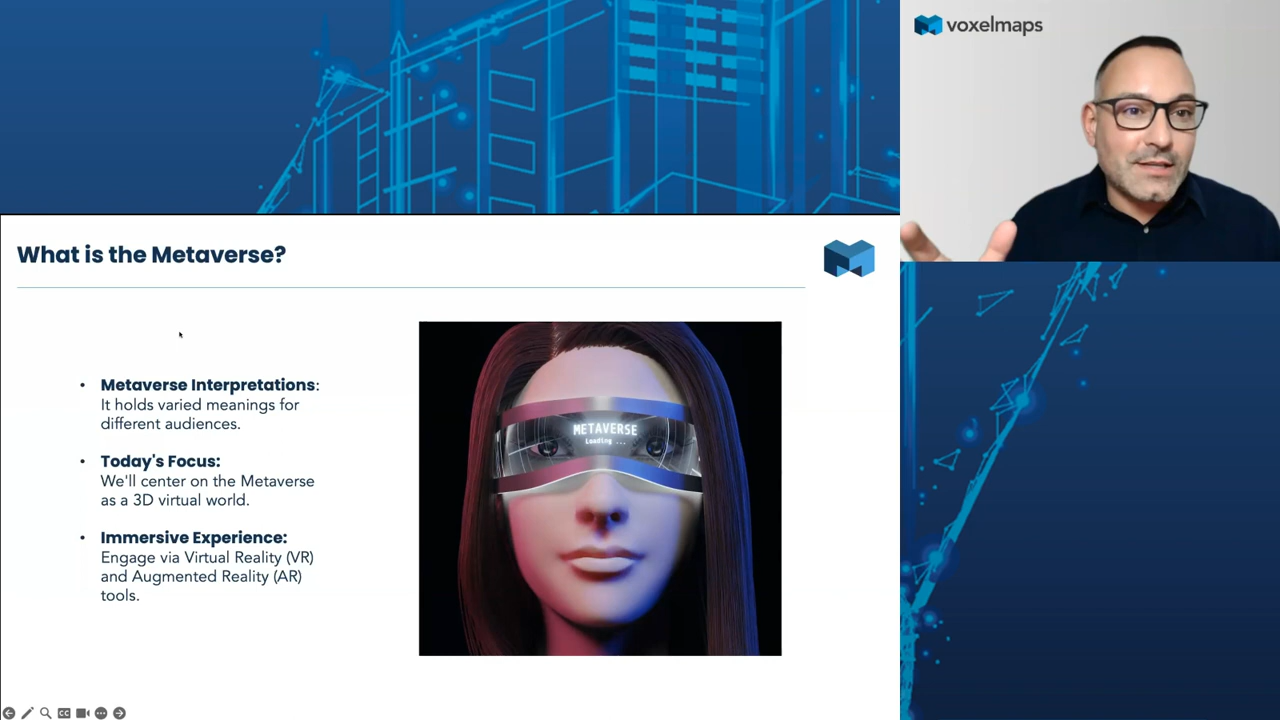 voxelmaps
What is the Metaverse?
• Metaverse Interpretations:
It holds varied meanings for
different audiences.
• Today's Focus:
We'll center on the Metaverse
as a 3D virtual world.
• Immersive Experience:
Engage via Virtual Reality (VR)
and Augmented Reality (AR)
tools.
METAVERSE
Loading ...
CC